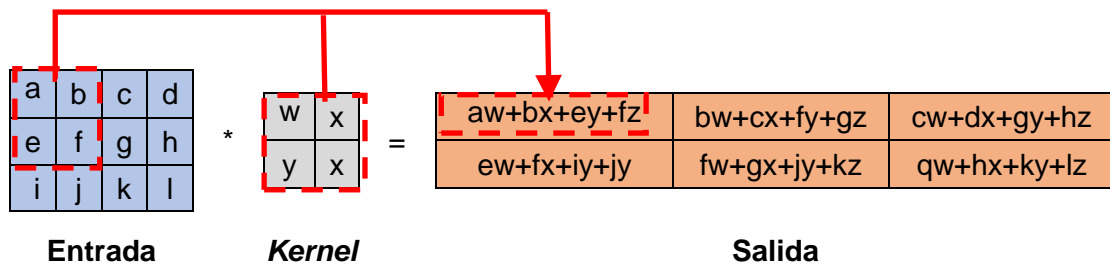 a b c d
e f g h
i j k l
*
w x
y x
=
aw+bx+ey+fz bw+cx+fy+gz cw+dx+gy+hz
ew+fx+iy+jy fw+gx+jy+kz qw+hx+ky+lz
Entrada Kernel Salida